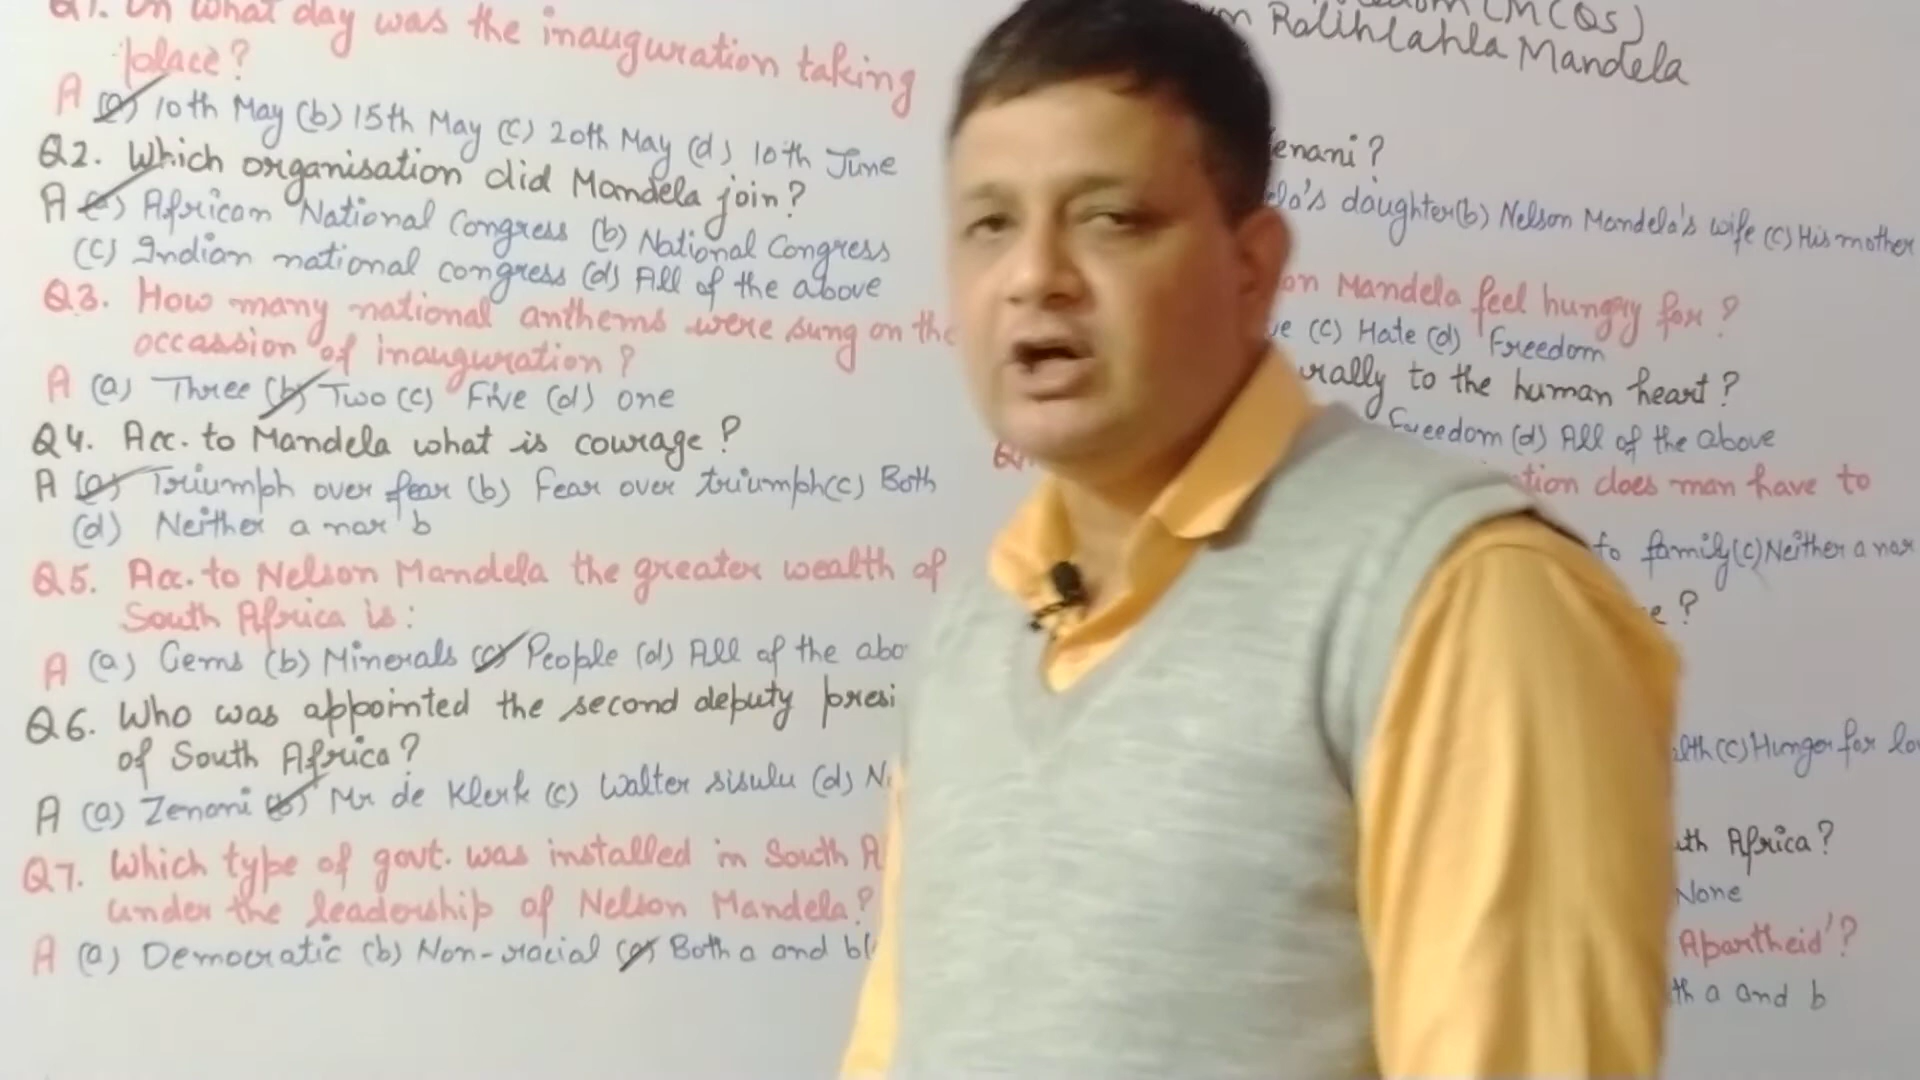 Q1. On what day was the inauguration taking
place?
A (a) 10th May (b) 15th May (c) 20th May (d) 10th June
Q2. Which organisation did Mandela join?
A (a) African National Congress (b) National Congress
(c) Indian national congress (d) All of the above
Q3. How many national anthems were sung on the
occassion of inauguration?
A (a) Three (b) Two (c) Five (d) one
Q4. Acc. to Mandela what is courage?
A (a) Triumph over fear (b) Fear over triumph (c) Both
(d) Neither a nor b
Q5. Acc. to Nelson Mandela the greater wealth of
South Africa is:
A (a) Gems (b) Minerals (c) People (d) All of the abo
Q6. Who was appointed the second deputy presi
of South Africa?
A (a) Zenani (b) Mr de Klerk (c) Walter sisulu (d) N
Q7. Which type of govt. was installed in South A
under the leadership of Nelson Mandela?
A (a) Democratic (b) Non-racial (c) Both a and b (
(MCQs)
Rolihlahla Mandela
enani?
ela's daughter (b) Nelson Mandela's wife (c) His mother
on Mandela feel hungry for?
ve (c) Hate (d) Freedom
urally to the human heart?
Freedom (d) All of the above
tion does man have to
to family (c) Neither a nor
e?
alth (c) Hunger for lo
uth Africa?
None
Apartheid'?
th a and b